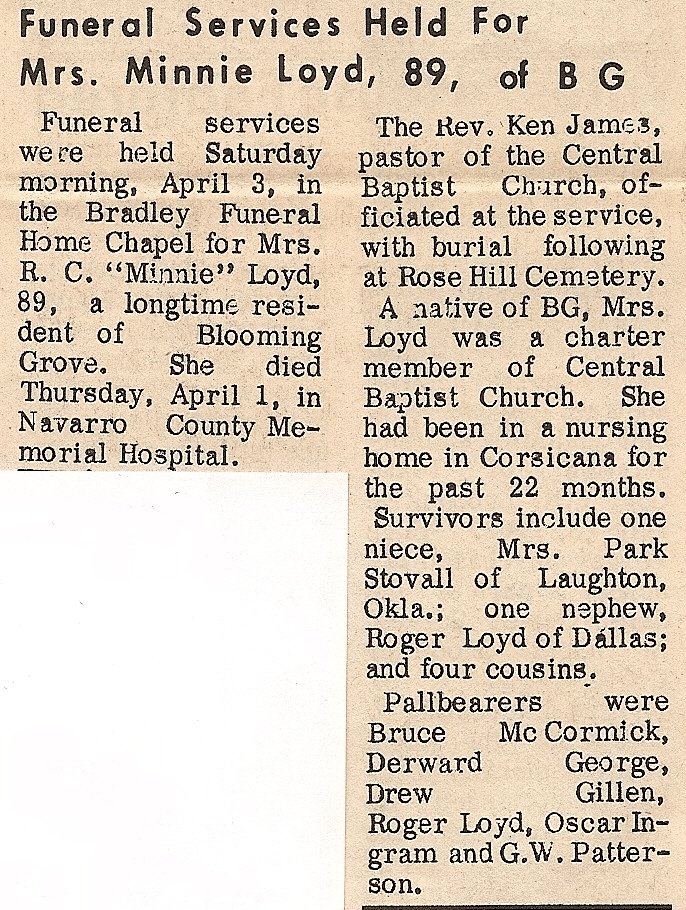 Funeral Services Held For
Mrs. Minnie Loyd, 89, of B G
Funeral services
were held Saturday
morning, April 3, in
the Bradley Funeral
Home Chapel for Mrs.
R. C. "Minnie" Loyd,
89, a longtime resi-
dent of Blooming
Grove. She died
Thursday, April 1, in
Navarro County Me-
morial Hospital.
The Rev. Ken James,
pastor of the Central
Baptist Church, of-
ficiated at the service,
with burial following
at Rose Hill Cemetery.
A native of BG, Mrs.
Loyd was a charter
member of Central
Baptist Church. She
had been in a nursing
home in Corsicana for
the past 22 months.
Survivors include one
niece, Mrs. Park
Stovall of Laughton,
Okla.; one nephew,
Roger Loyd of Dallas;
and four cousins.
Pallbearers were
Bruce Mc Cormick,
Derward George,
Drew Gillen,
Roger Loyd, Oscar In-
gram and G.W. Patter-
son.